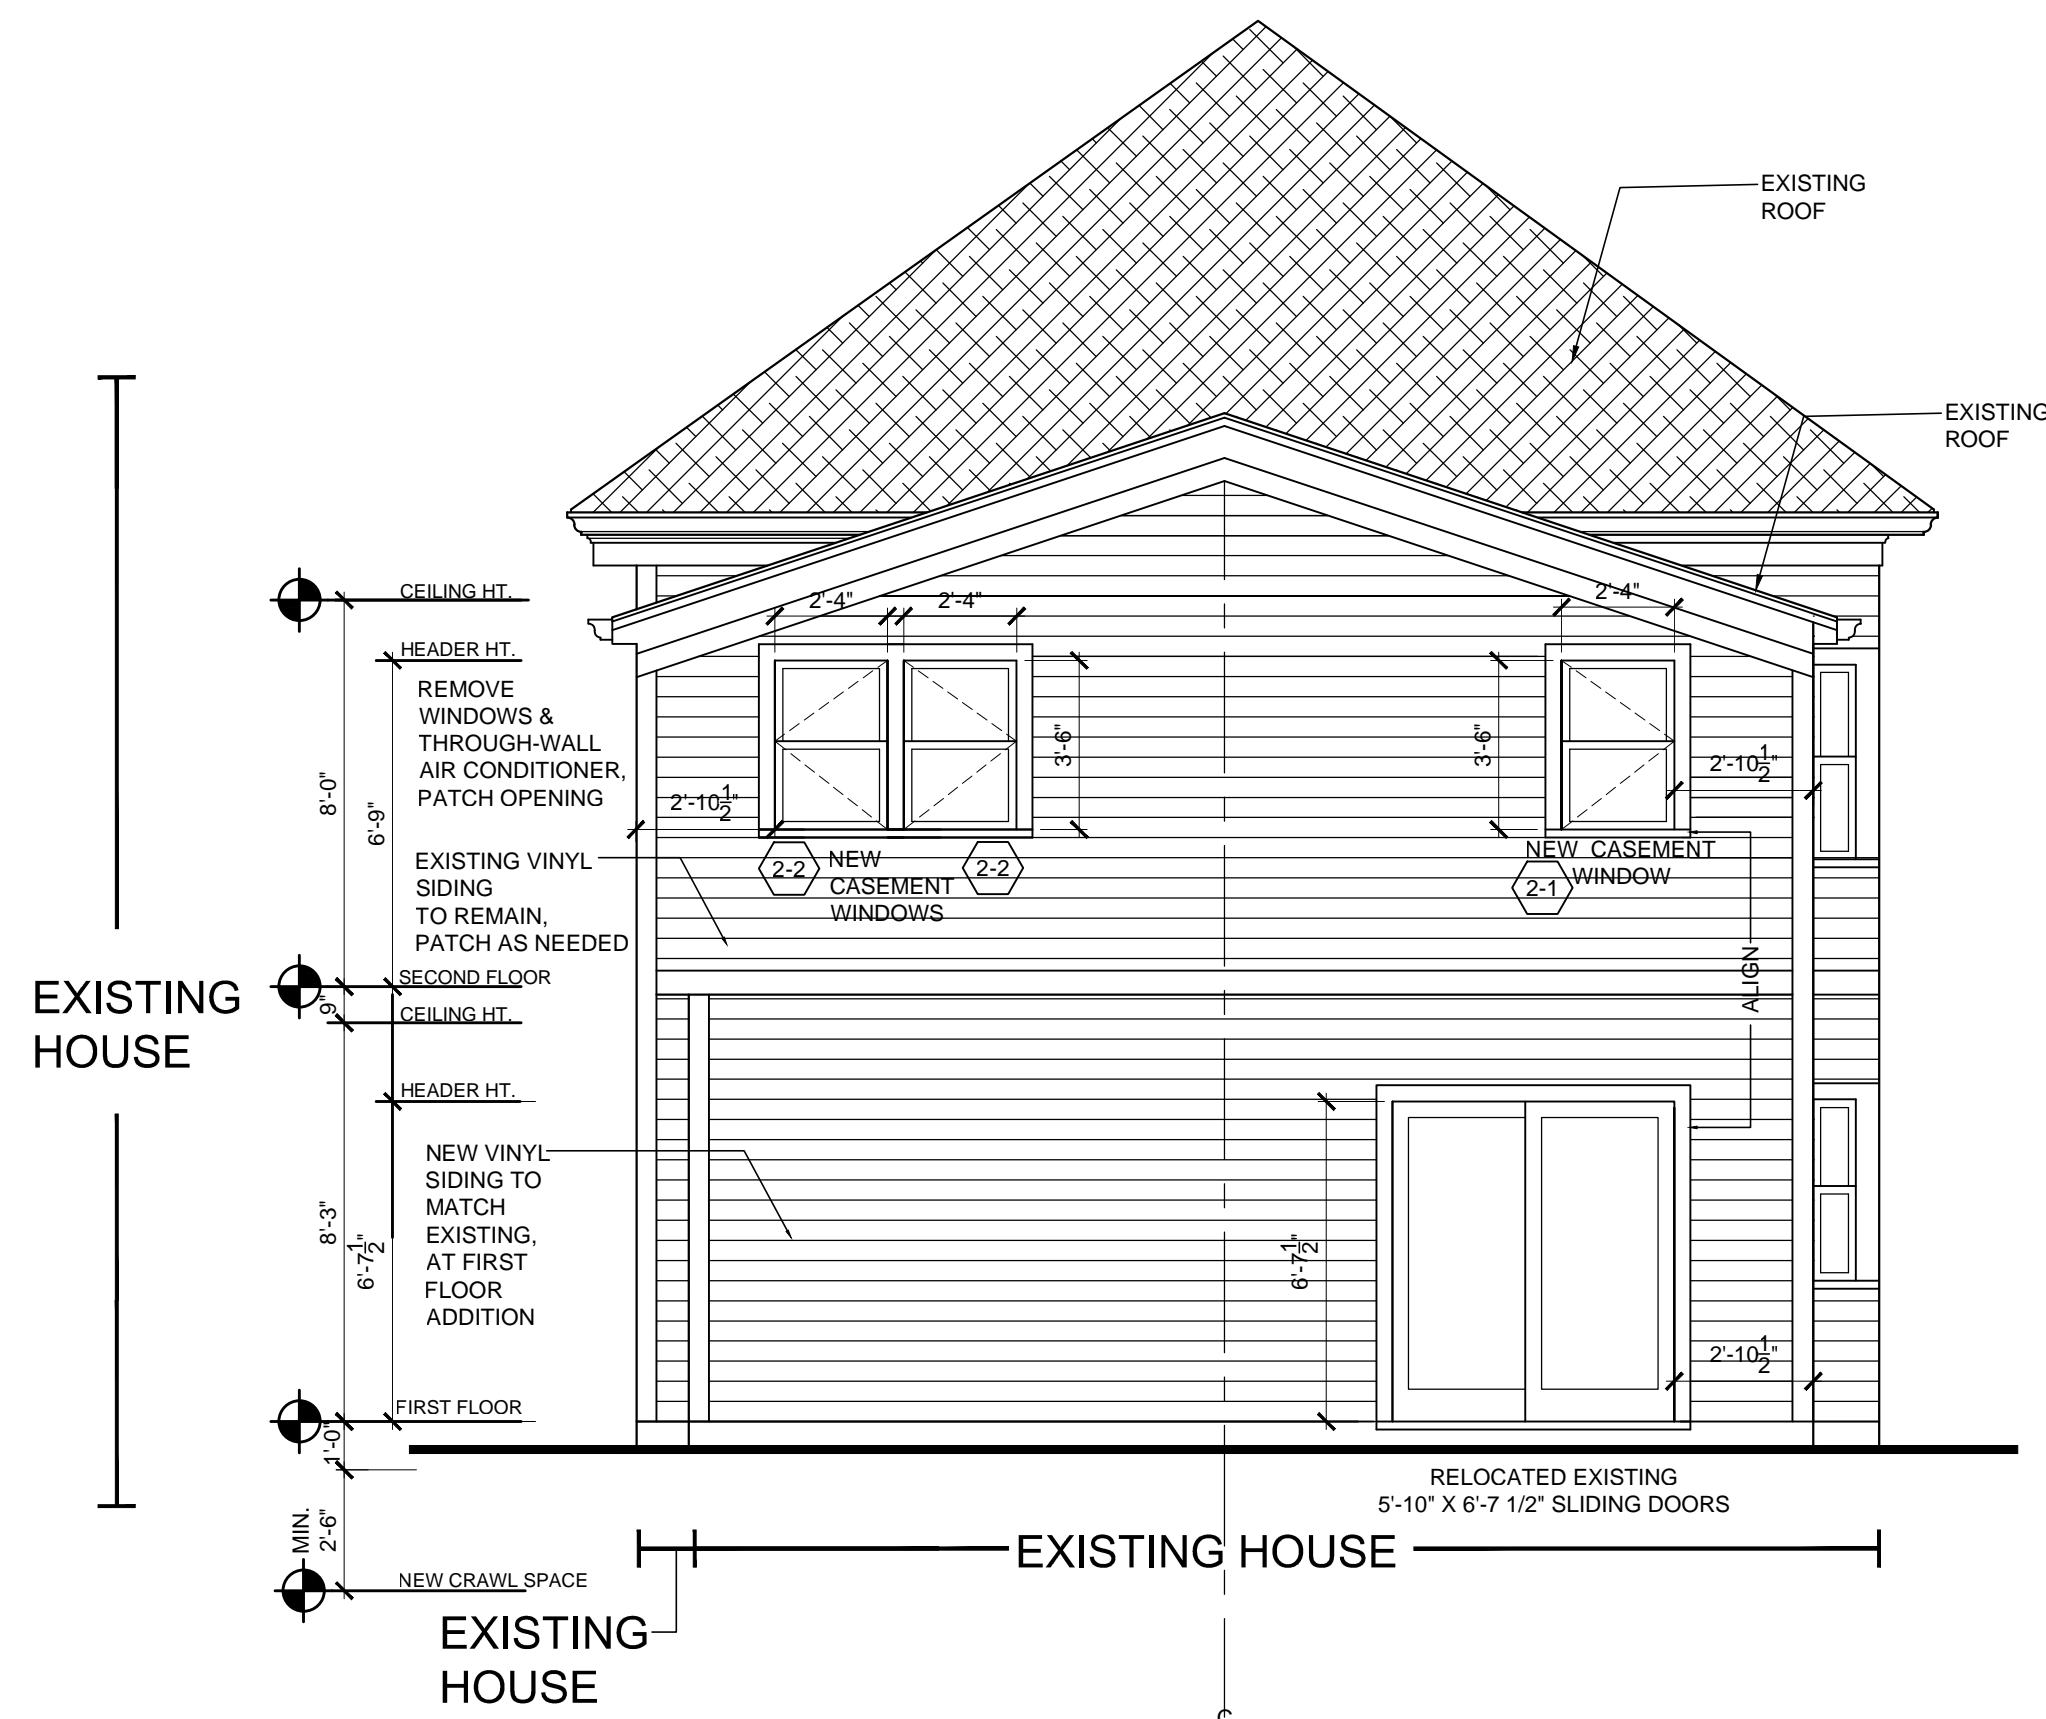 EXISTING
ROOF
EXISTING
ROOF
CEILING HT.
2'-4"
2'-4"
2'-4"
HEADER HT.
REMOVE
WINDOWS &
THROUGH-WALL
AIR CONDITIONER,
PATCH OPENING
8'-0"
6'-9"
3'-6"
3'-6"
2'-10 1/2"
2'-10 1/2"
EXISTING VINYL
SIDING
TO REMAIN,
PATCH AS NEEDED
2-2
NEW
CASEMENT
WINDOWS
2-2
NEW CASEMENT
WINDOW
2-1
ALIGN
SECOND FLOOR
9"
CEILING HT.
EXISTING
HOUSE
HEADER HT.
NEW VINYL
SIDING TO
MATCH
EXISTING,
AT FIRST
FLOOR
ADDITION
8'-3"
6'-7 1/2"
6'-7 1/2"
2'-10 1/2"
FIRST FLOOR
1'-0"
RELOCATED EXISTING
5'-10" X 6'-7 1/2" SLIDING DOORS
MIN.
2'-6"
EXISTING HOUSE
NEW CRAWL SPACE
EXISTING
HOUSE